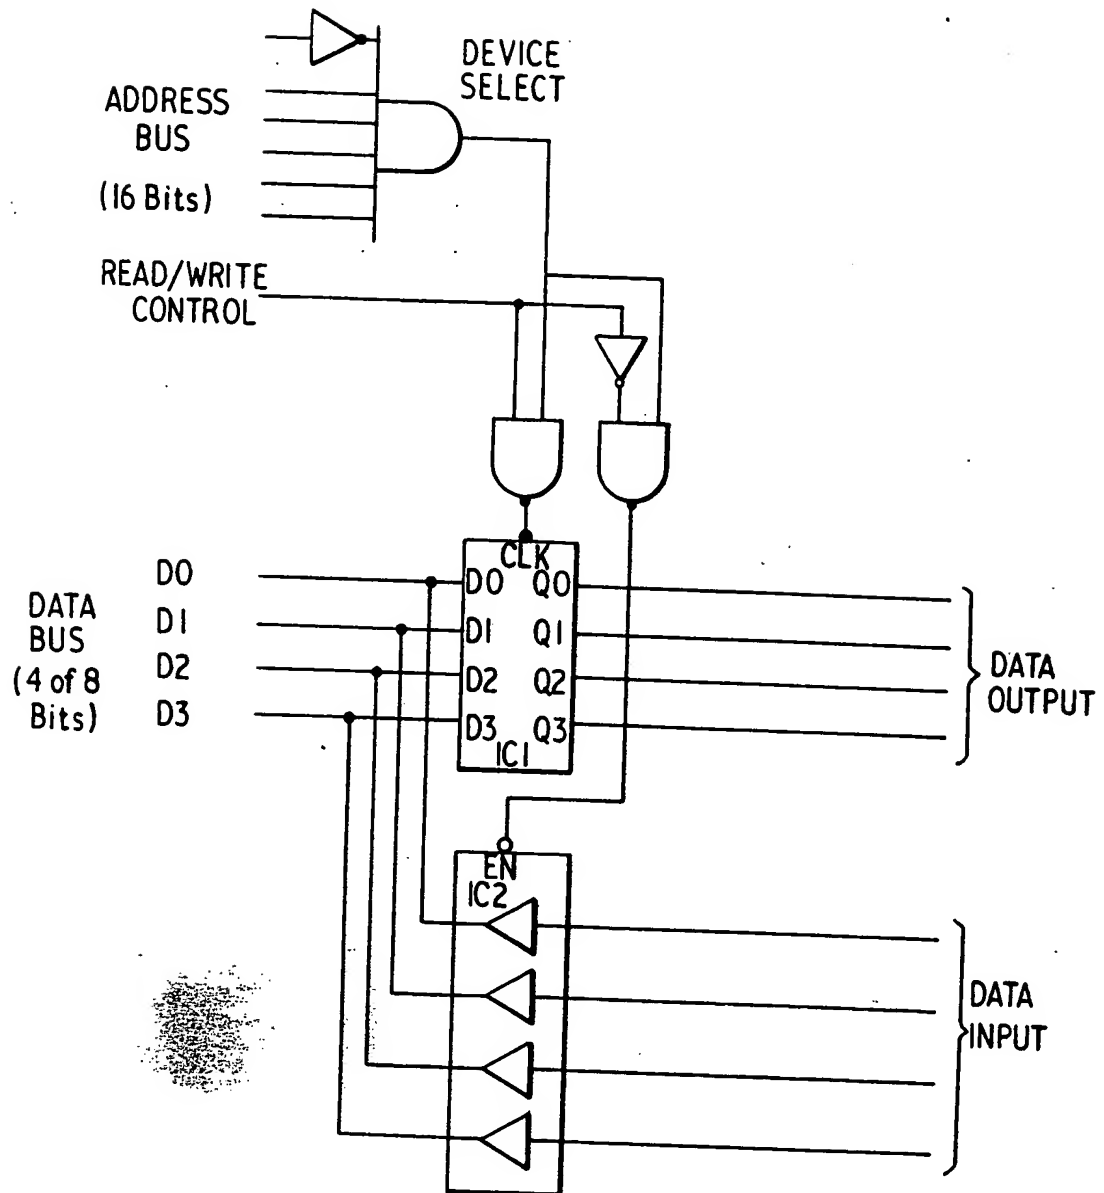 DEVICE
SELECT
ADDRESS
BUS
(16 Bits)
READ/WRITE
CONTROL
DATA
BUS
(4 of 8
Bits)
D0
D1
D2
D3
CLK
D0 Q0
D1 Q1
D2 Q2
D3 Q3
IC1
DATA
OUTPUT
EN
IC2
DATA
INPUT